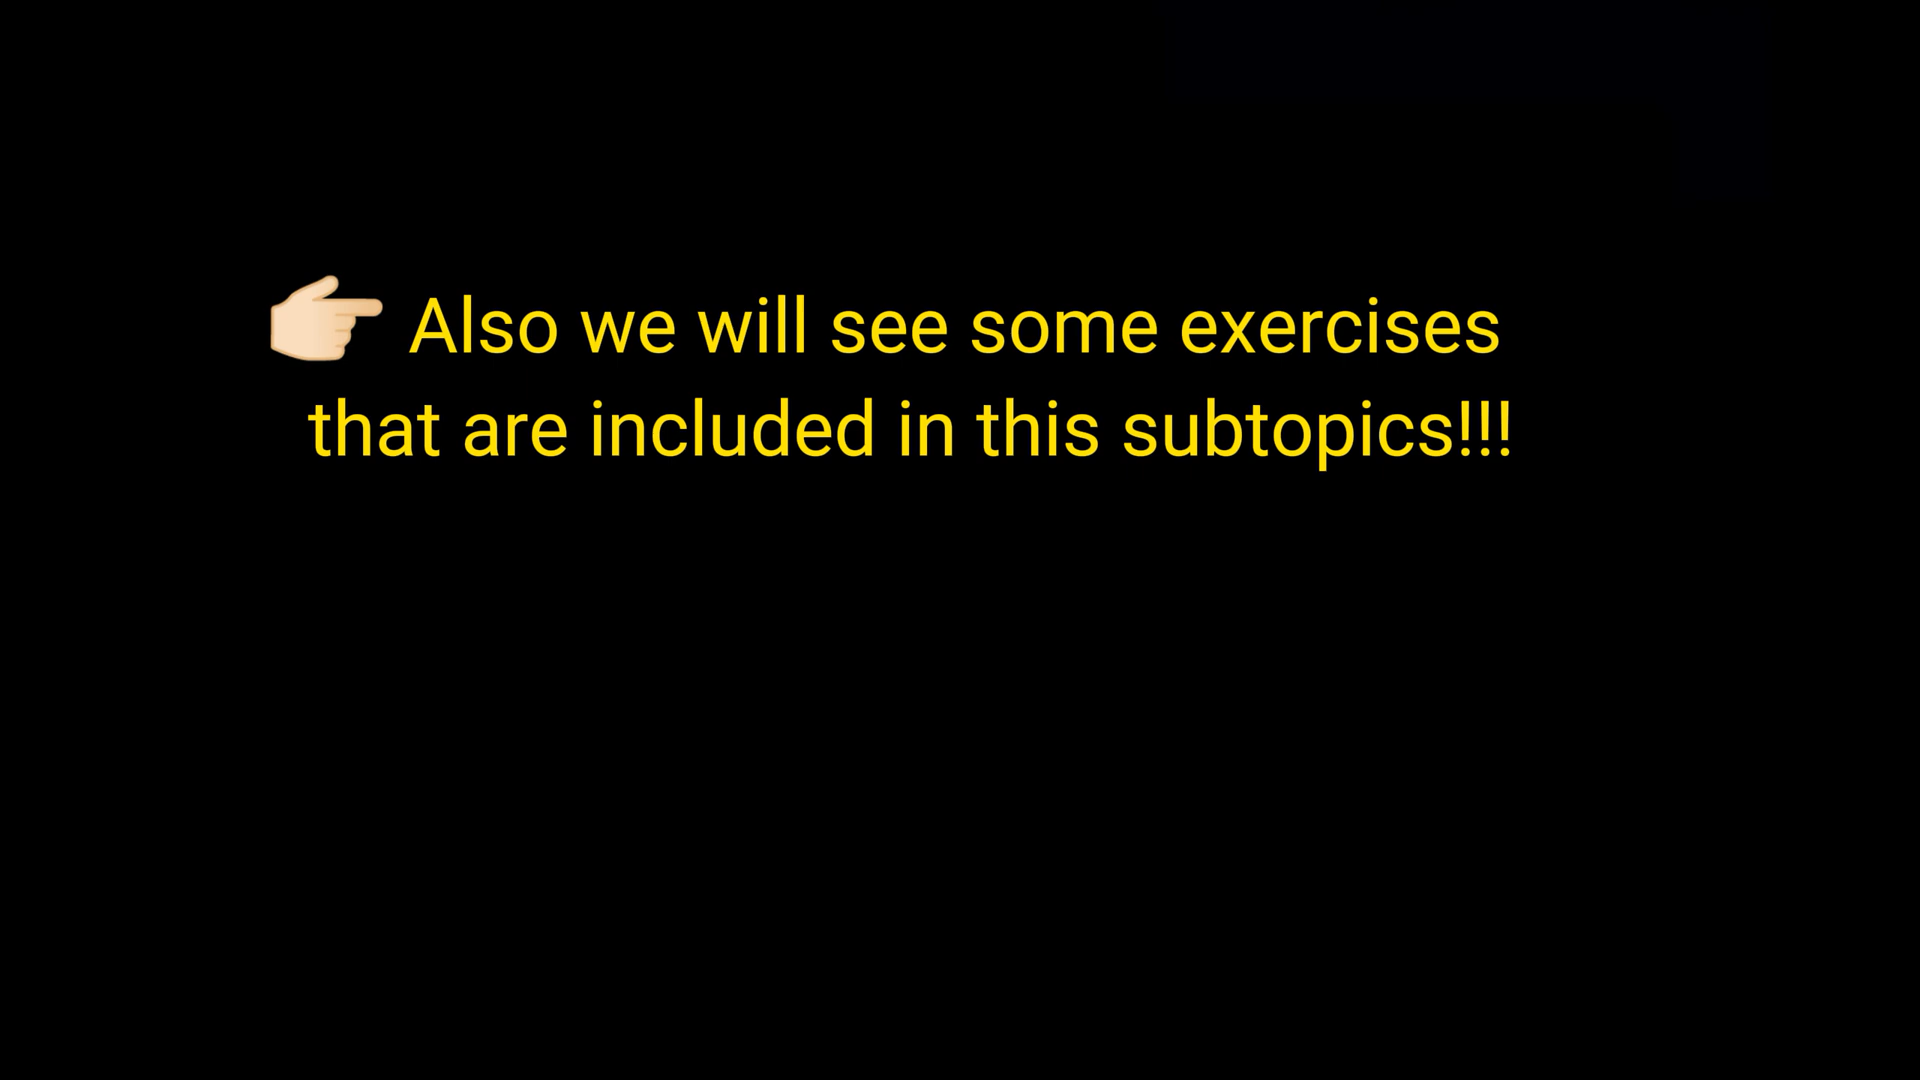 👉🏻 Also we will see some exercises
that are included in this subtopics!!!